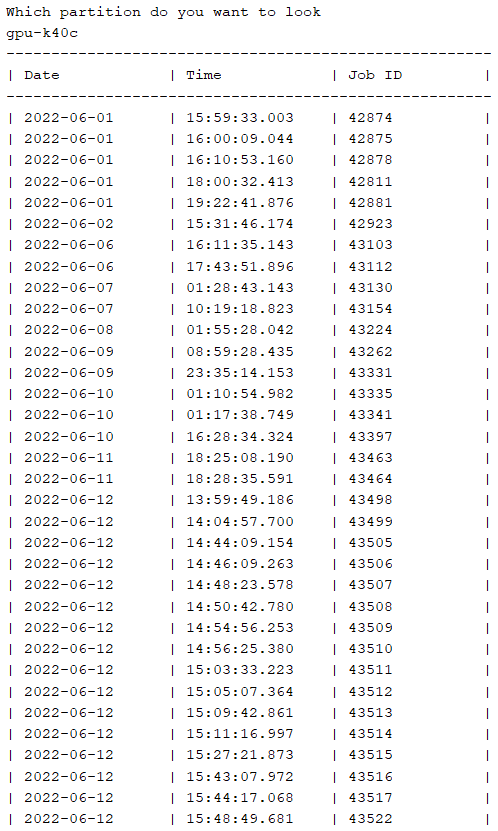 Which partition do you want to look
gpu-k40c
------------------------------------------------------
| Date            | Time            | Job ID         |
------------------------------------------------------
| 2022-06-01      | 15:59:33.003    | 42874          |
| 2022-06-01      | 16:00:09.044    | 42875          |
| 2022-06-01      | 16:10:53.160    | 42878          |
| 2022-06-01      | 18:00:32.413    | 42811          |
| 2022-06-01      | 19:22:41.876    | 42881          |
| 2022-06-02      | 15:31:46.174    | 42923          |
| 2022-06-06      | 16:11:35.143    | 43103          |
| 2022-06-06      | 17:43:51.896    | 43112          |
| 2022-06-07      | 01:28:43.143    | 43130          |
| 2022-06-07      | 10:19:18.823    | 43154          |
| 2022-06-08      | 01:55:28.042    | 43224          |
| 2022-06-09      | 08:59:28.435    | 43262          |
| 2022-06-09      | 23:35:14.153    | 43331          |
| 2022-06-10      | 01:10:54.982    | 43335          |
| 2022-06-10      | 01:17:38.749    | 43341          |
| 2022-06-10      | 16:28:34.324    | 43397          |
| 2022-06-11      | 18:25:08.190    | 43463          |
| 2022-06-11      | 18:28:35.591    | 43464          |
| 2022-06-12      | 13:59:49.186    | 43498          |
| 2022-06-12      | 14:04:57.700    | 43499          |
| 2022-06-12      | 14:44:09.154    | 43505          |
| 2022-06-12      | 14:46:09.263    | 43506          |
| 2022-06-12      | 14:48:23.578    | 43507          |
| 2022-06-12      | 14:50:42.780    | 43508          |
| 2022-06-12      | 14:54:56.253    | 43509          |
| 2022-06-12      | 14:56:25.380    | 43510          |
| 2022-06-12      | 15:03:33.223    | 43511          |
| 2022-06-12      | 15:05:07.364    | 43512          |
| 2022-06-12      | 15:09:42.861    | 43513          |
| 2022-06-12      | 15:11:16.997    | 43514          |
| 2022-06-12      | 15:27:21.873    | 43515          |
| 2022-06-12      | 15:43:07.972    | 43516          |
| 2022-06-12      | 15:44:17.068    | 43517          |
| 2022-06-12      | 15:48:49.681    | 43522          |